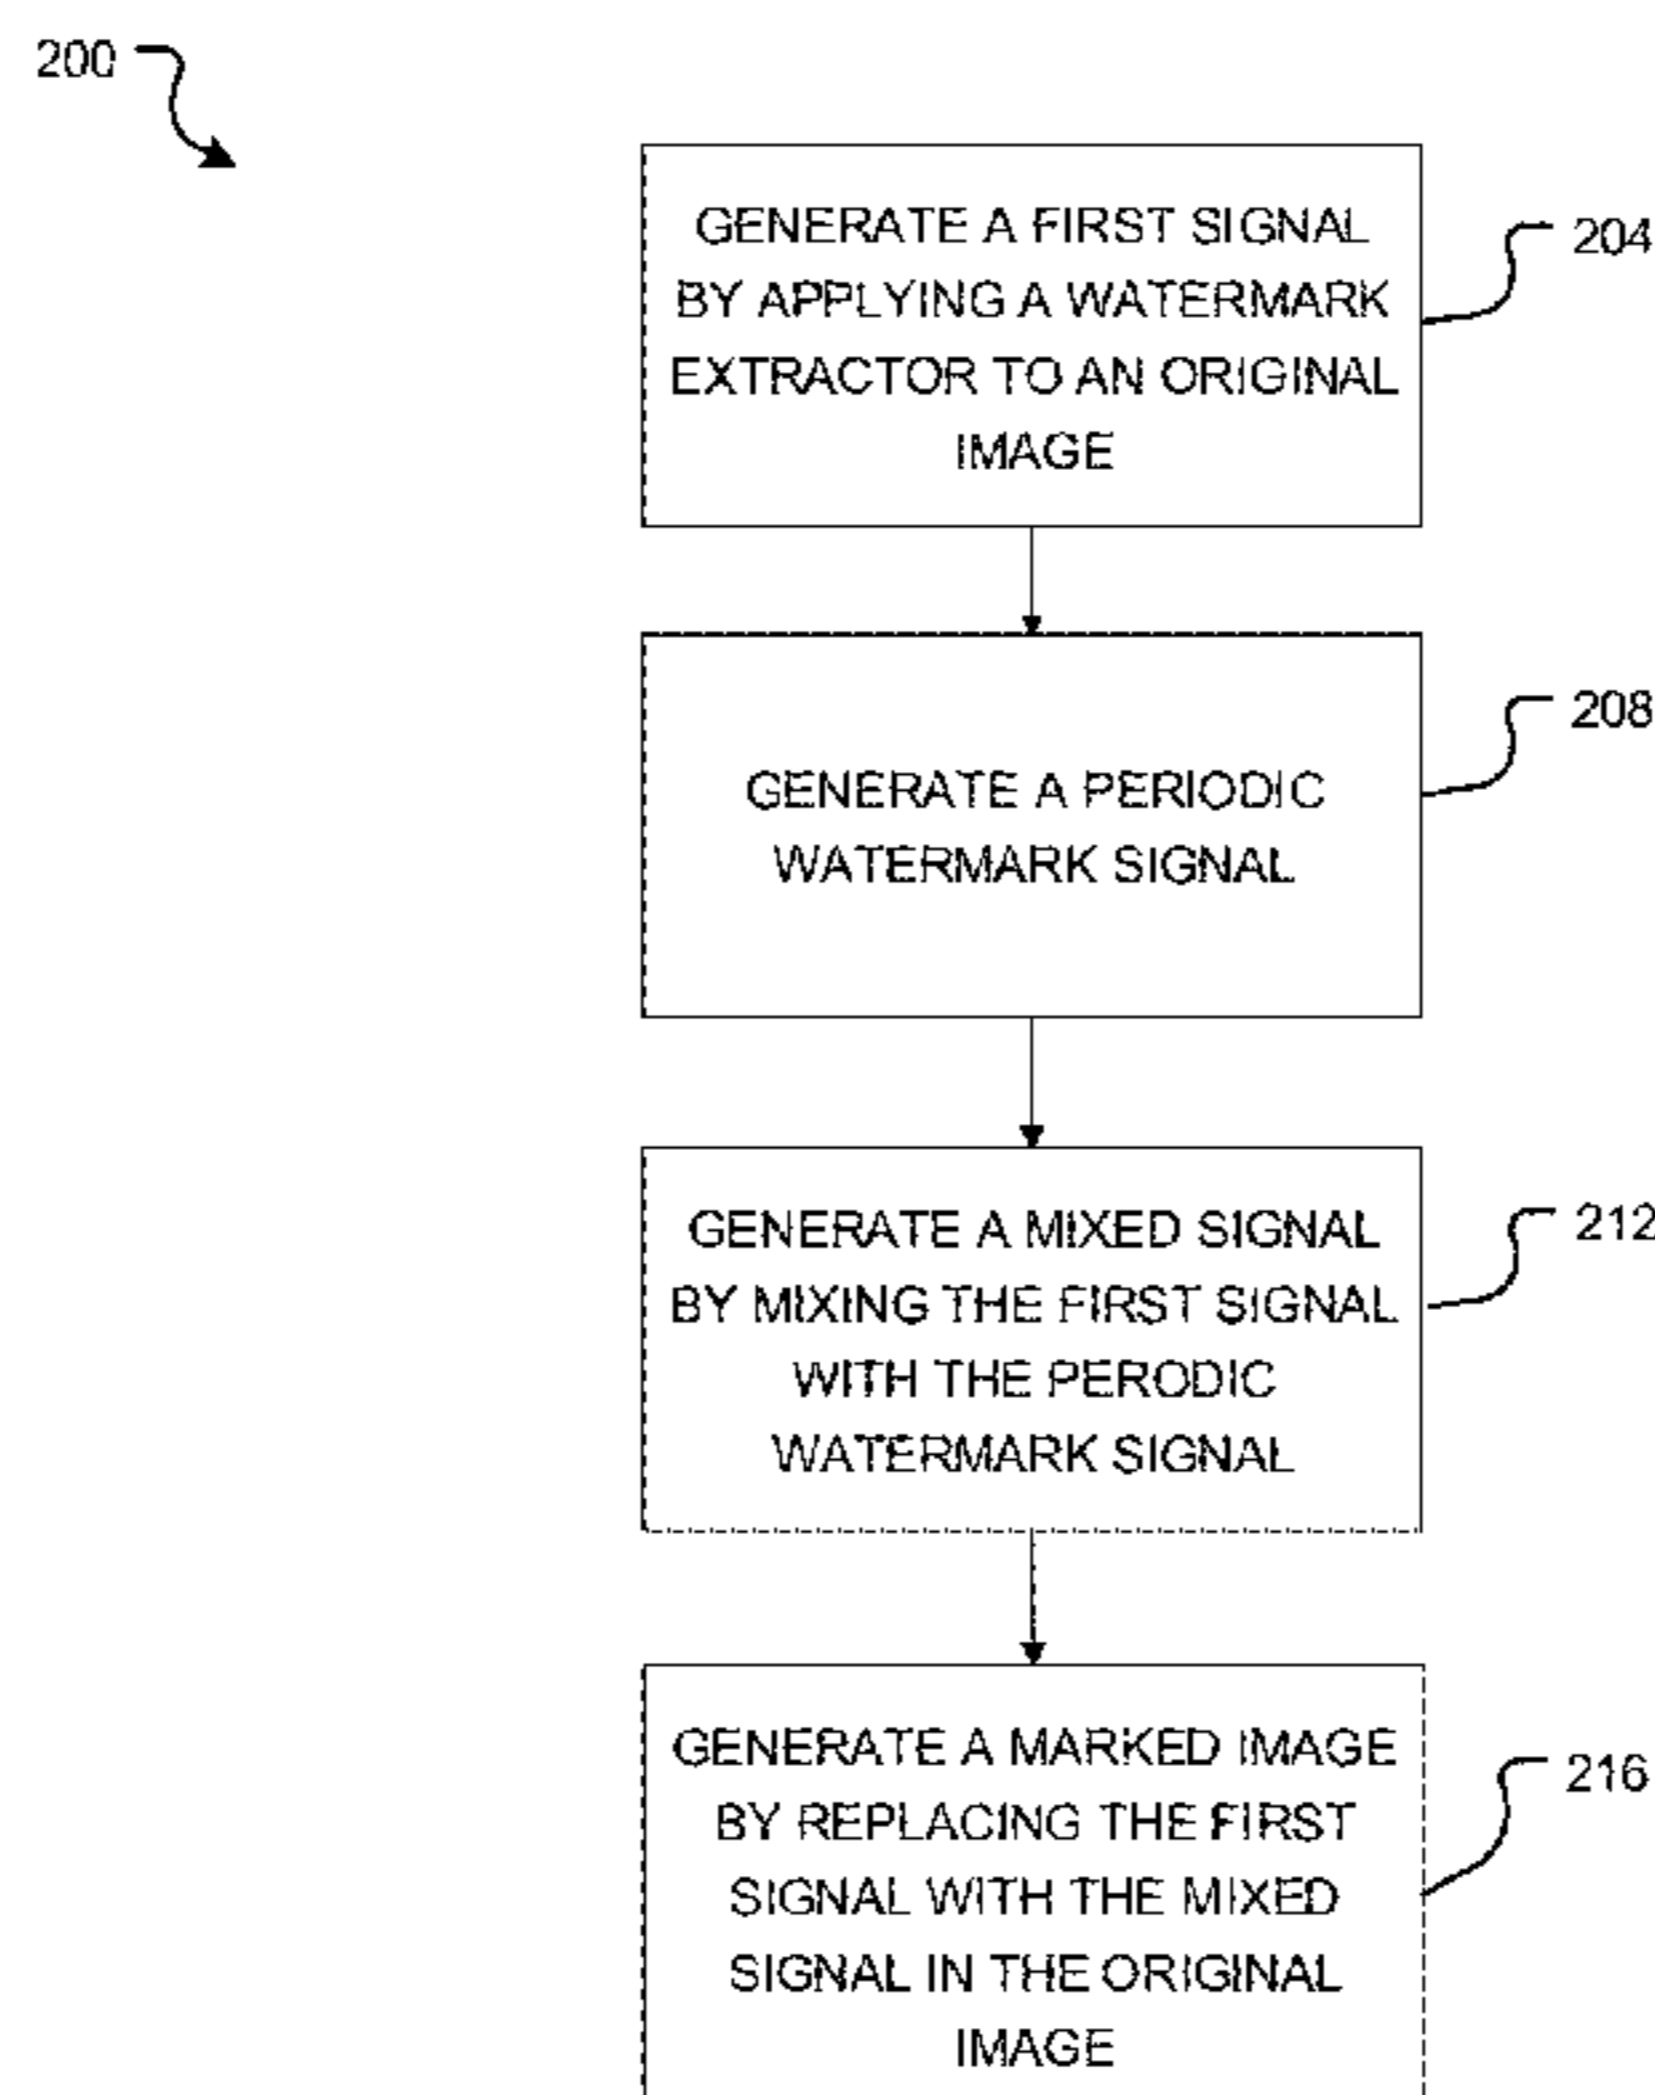 200
GENERATE A FIRST SIGNAL
BY APPLYING A WATERMARK
EXTRACTOR TO AN ORIGINAL
IMAGE
204
GENERATE A PERIODIC
WATERMARK SIGNAL
208
GENERATE A MIXED SIGNAL
BY MIXING THE FIRST SIGNAL
WITH THE PERODIC
WATERMARK SIGNAL
212
GENERATE A MARKED IMAGE
BY REPLACING THE FIRST
SIGNAL WITH THE MIXED
SIGNAL IN THE ORIGINAL
IMAGE
216